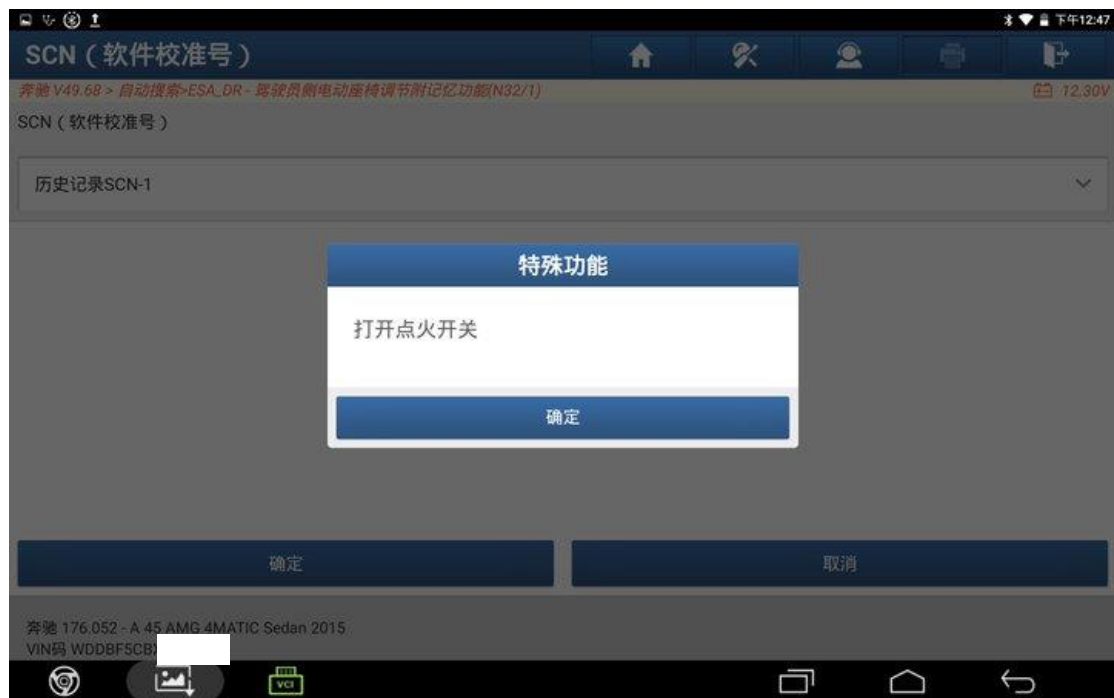 下午12:47
SCN（软件校准号）
奔驰 V49.68 > 自动搜索>ESA_DR - 驾驶员侧电动座椅调节附记忆功能(N32/1)
12.30V
SCN（软件校准号）
历史记录SCN-1
特殊功能
打开点火开关
确定
确定
取消
奔驰 176.052 - A 45 AMG 4MATIC Sedan 2015
VIN码 WDDBF5CB
VCI